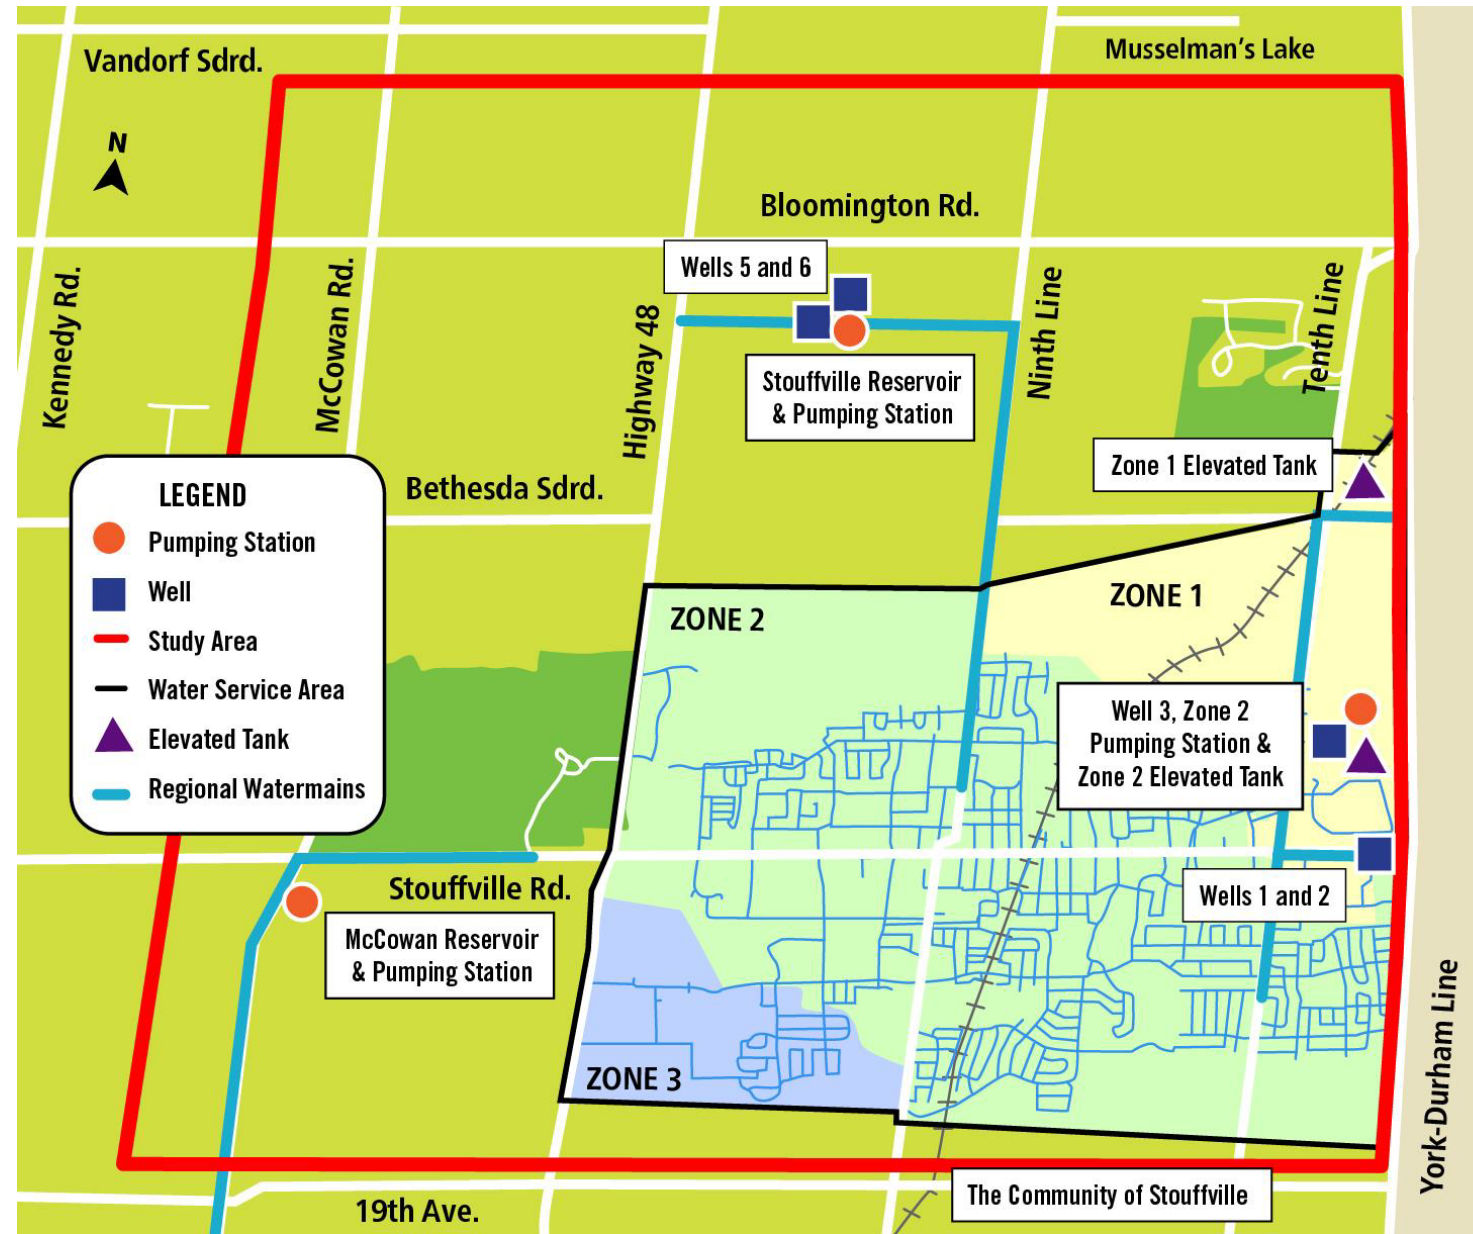 Musselman's Lake
Vandorf Sdrd.
N
Bloomington Rd.
Wells 5 and 6
Kennedy Rd.
McCowan Rd.
Highway 48
Ninth Line
Tenth Line
Stouffville Reservoir
& Pumping Station
Zone 1 Elevated Tank
Bethesda Sdrd.
LEGEND
Pumping Station
Well
Study Area
Water Service Area
Elevated Tank
Regional Watermains
ZONE 1
ZONE 2
Well 3, Zone 2
Pumping Station &
Zone 2 Elevated Tank
Stouffville Rd.
Wells 1 and 2
McCowan Reservoir
& Pumping Station
ZONE 3
York-Durham Line
The Community of Stouffville
19th Ave.